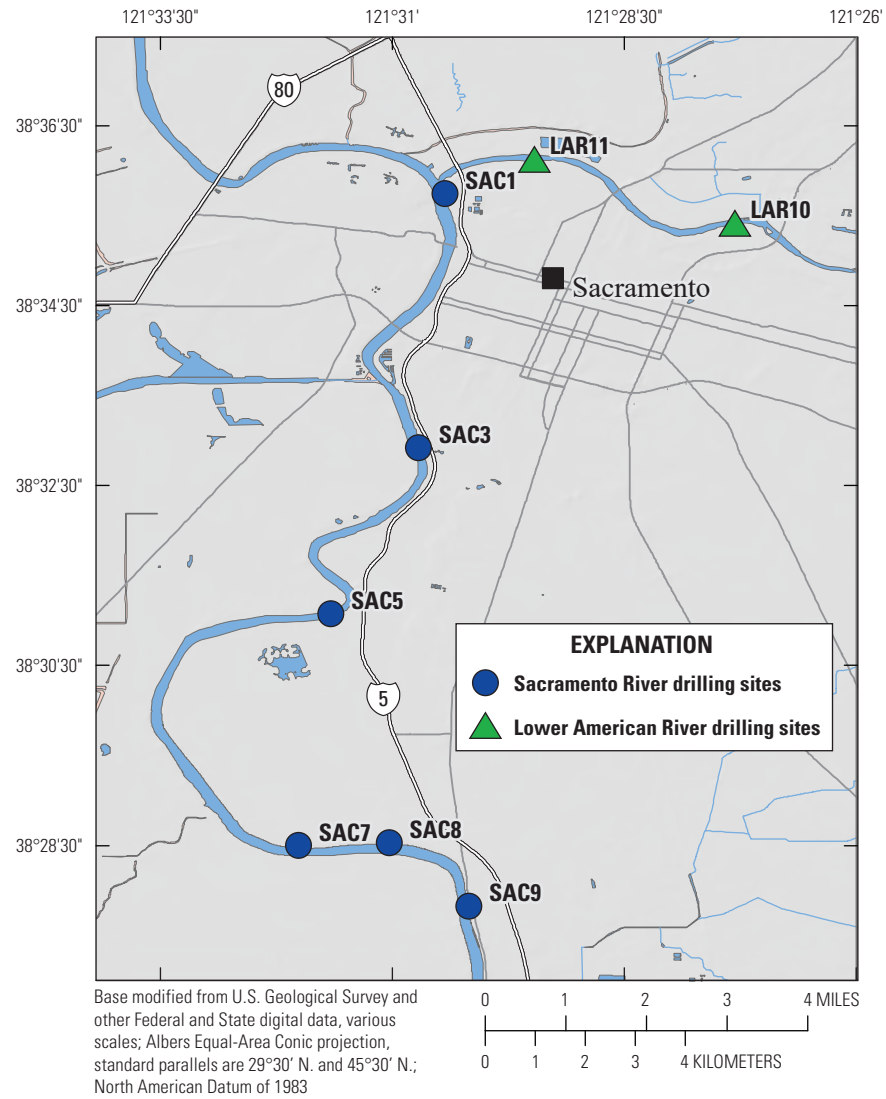 121°33'30"
121°31'
121°28'30"
121°26'
80
38°36'30"
LAR11
SAC1
LAR10
38°34'30"
Sacramento
SAC3
38°32'30"
SAC5
EXPLANATION
38°30'30"
Sacramento River drilling sites
5
Lower American River drilling sites
SAC7
SAC8
38°28'30"
SAC9
Base modified from U.S. Geological Survey and
other Federal and State digital data, various
scales; Albers Equal-Area Conic projection,
standard parallels are 29°30’ N. and 45°30’ N.;
North American Datum of 1983
0 1 2 3 4 MILES
0 1 2 3 4 KILOMETERS